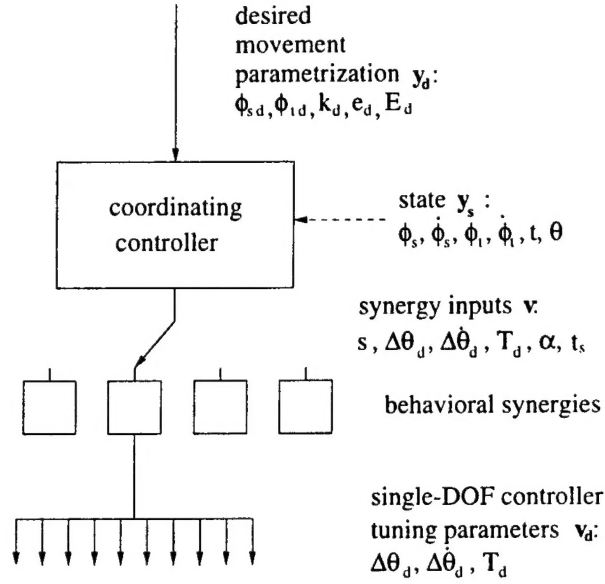 desired
movement
parametrization y_d:
ϕ_sd, ϕ_td, k_d, e_d, E_d
coordinating
controller
state y_s :
ϕ_s, ϕ̇_s, ϕ_t, ϕ̇_t, t, θ
synergy inputs v:
s , Δθ_d, Δθ̇_d , T_d , α, t_s
behavioral synergies
single-DOF controller
tuning parameters v_d:
Δθ_d , Δθ̇_d , T_d